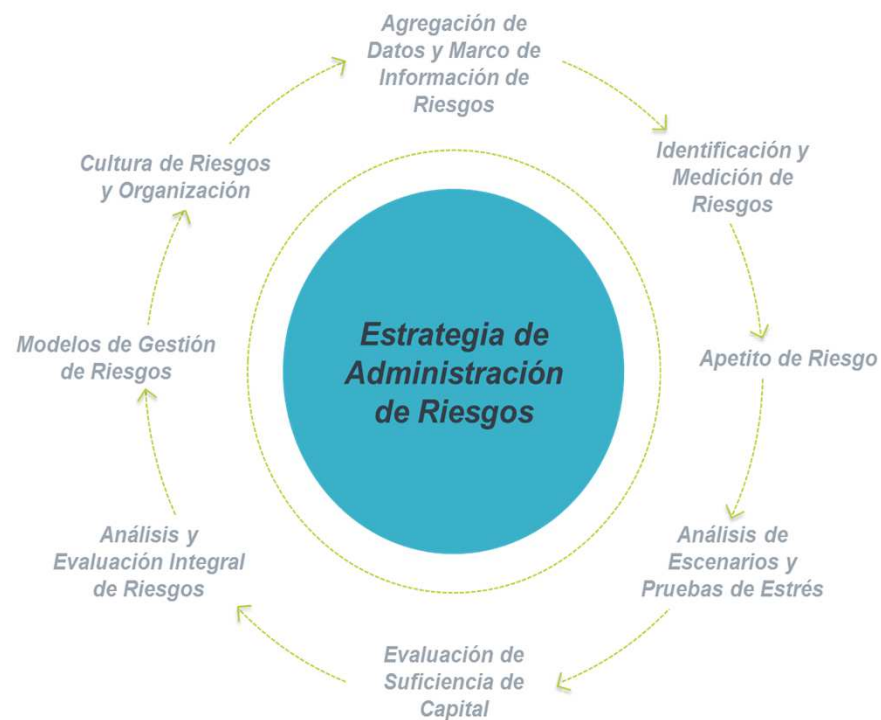 Agregación de
Datos y Marco de
Información de
Riesgos
Identificación y
Medición de
Riesgos
Apetito de Riesgo
Análisis de
Escenarios y
Pruebas de Estrés
Evaluación de
Suficiencia de
Capital
Análisis y
Evaluación Integral
de Riesgos
Modelos de Gestión
de Riesgos
Cultura de Riesgos
y Organización
Estrategia de
Administración
de Riesgos